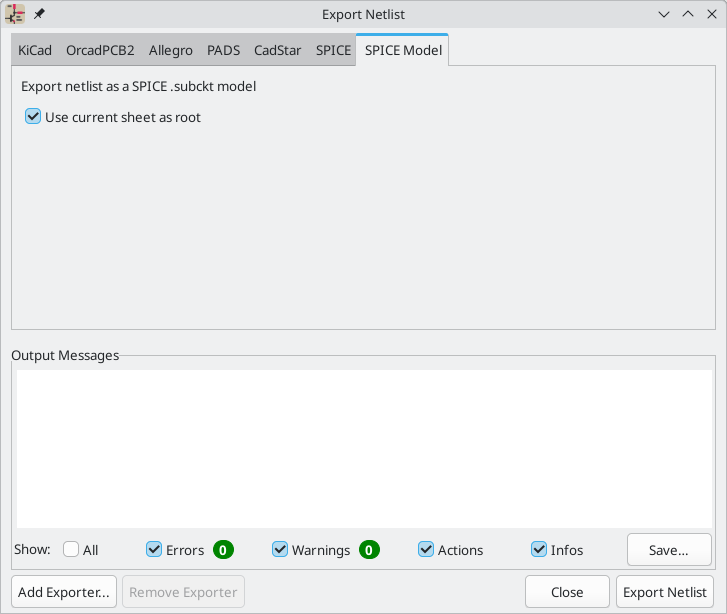 Export Netlist
KiCad OrcadPCB2 Allegro PADS CadStar SPICE SPICE Model
Export netlist as a SPICE .subckt model
Use current sheet as root
Output Messages
Show: All Errors 0 Warnings 0 Actions Infos Save...
Add Exporter... Remove Exporter Close Export Netlist